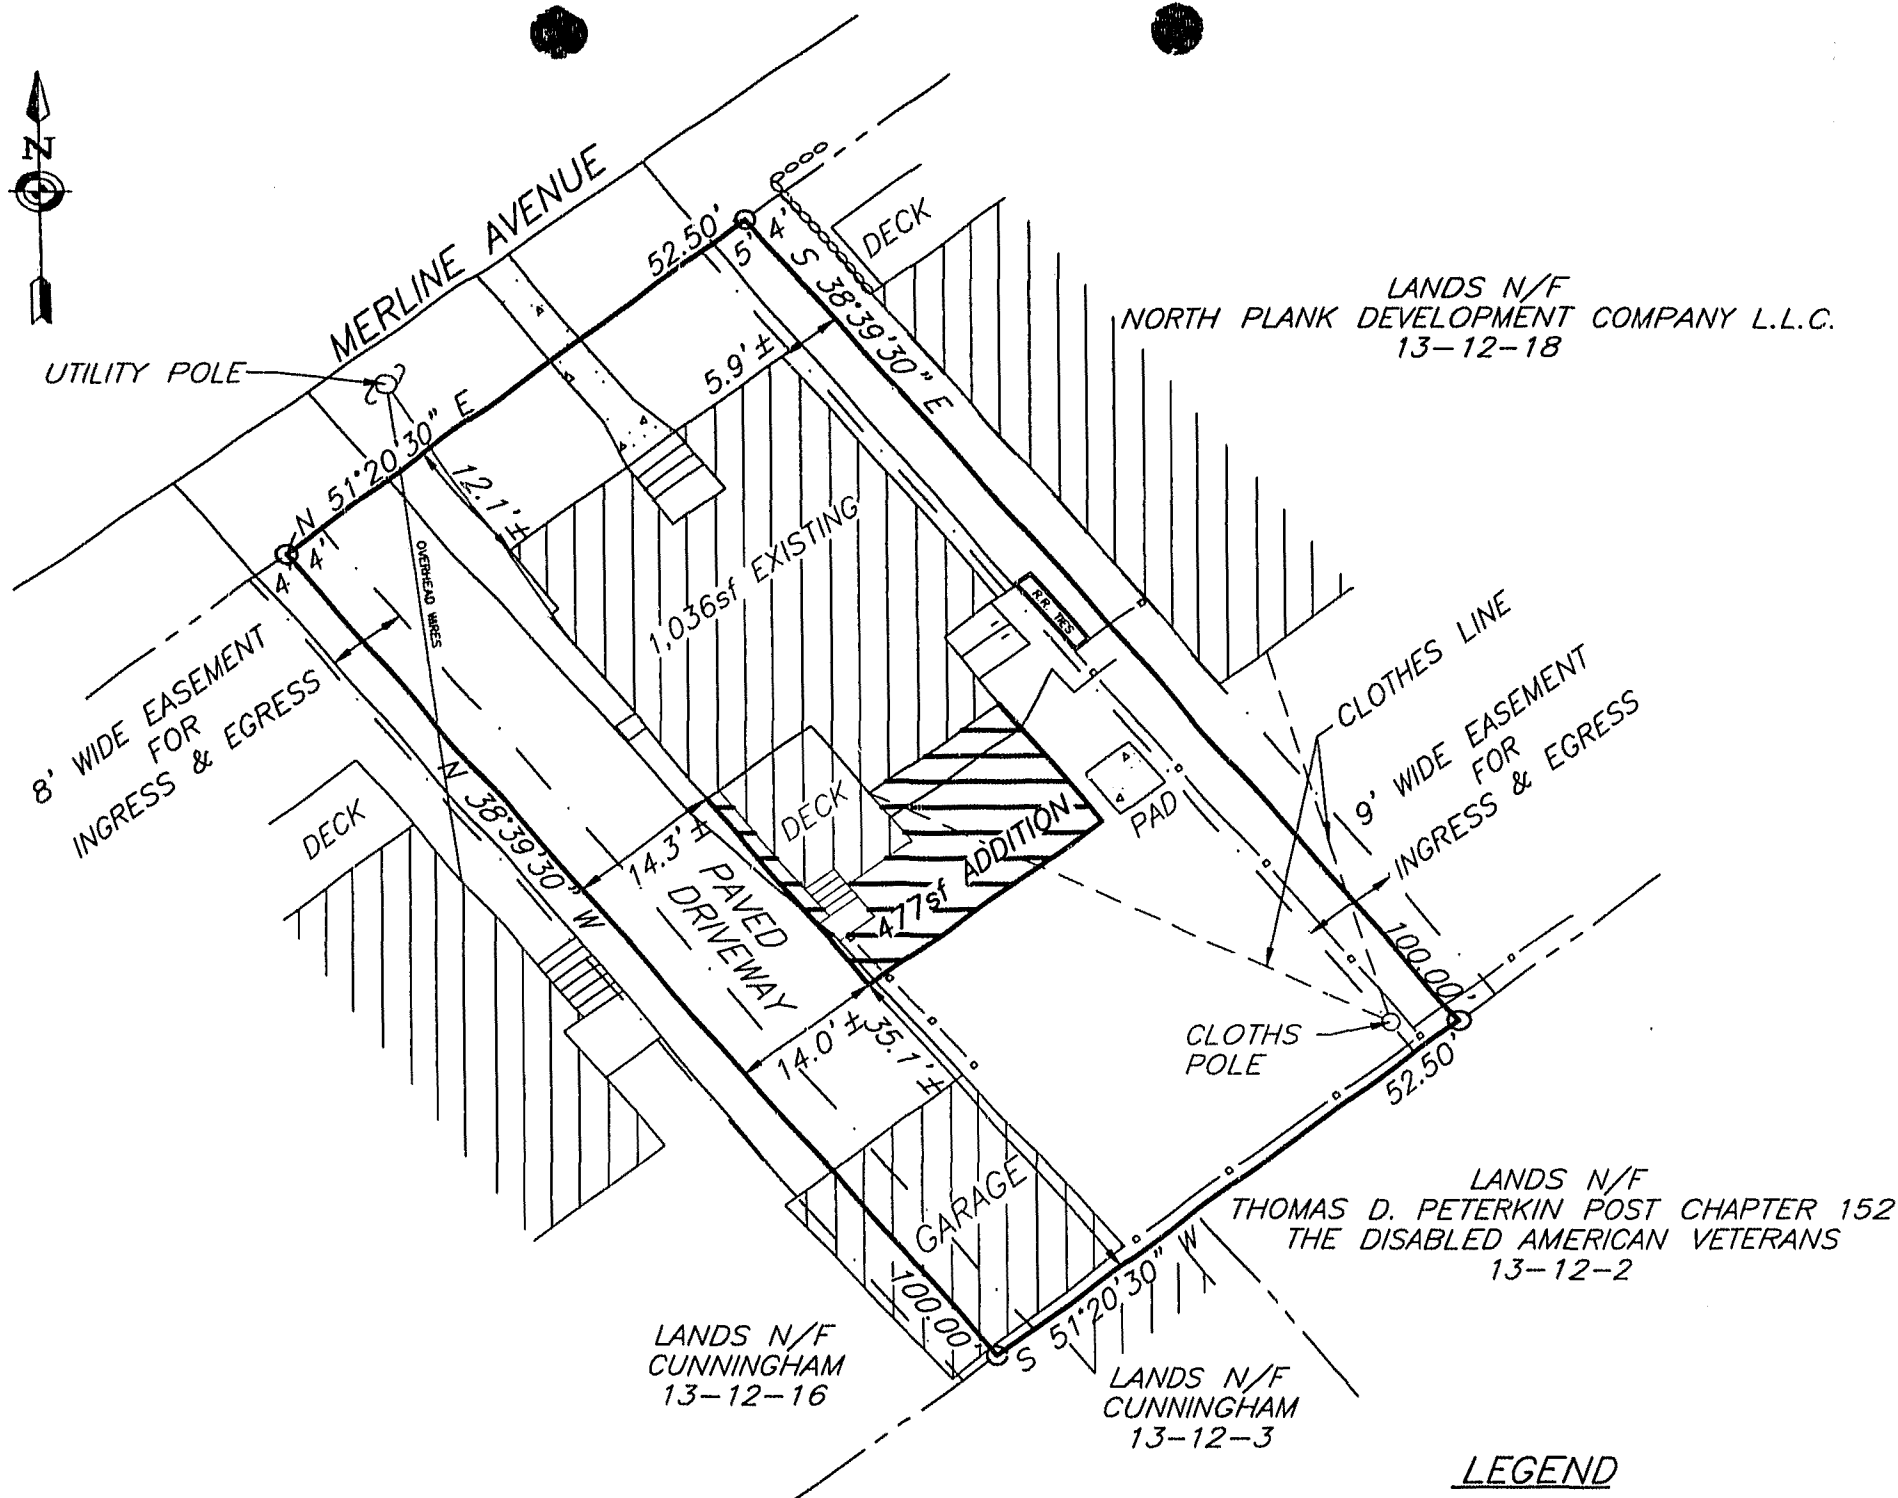 N
MERLINE AVENUE
UTILITY POLE
52.50'
5'
4'
S 38°39'30" E
DECK
LANDS N/F
NORTH PLANK DEVELOPMENT COMPANY L.L.C.
13-12-18
5.9'±
N 51°20'30" E
12.1'±
4'
4'
OVERHEAD WIRES
1,036sf EXISTING
R.R. TIES
8' WIDE EASEMENT
FOR
INGRESS & EGRESS
CLOTHES LINE
9' WIDE EASEMENT
FOR
INGRESS & EGRESS
N 38°39'30" W
DECK
DECK
PAD
14.3'±
PAVED
DRIVEWAY
477sf ADDITION
100.00'
14.0'±
35.1'±
CLOTHS
POLE
52.50'
GARAGE
LANDS N/F
THOMAS D. PETERKIN POST CHAPTER 152
THE DISABLED AMERICAN VETERANS
13-12-2
100.00'
S 51°20'30" W
LANDS N/F
CUNNINGHAM
13-12-16
LANDS N/F
CUNNINGHAM
13-12-3
LEGEND